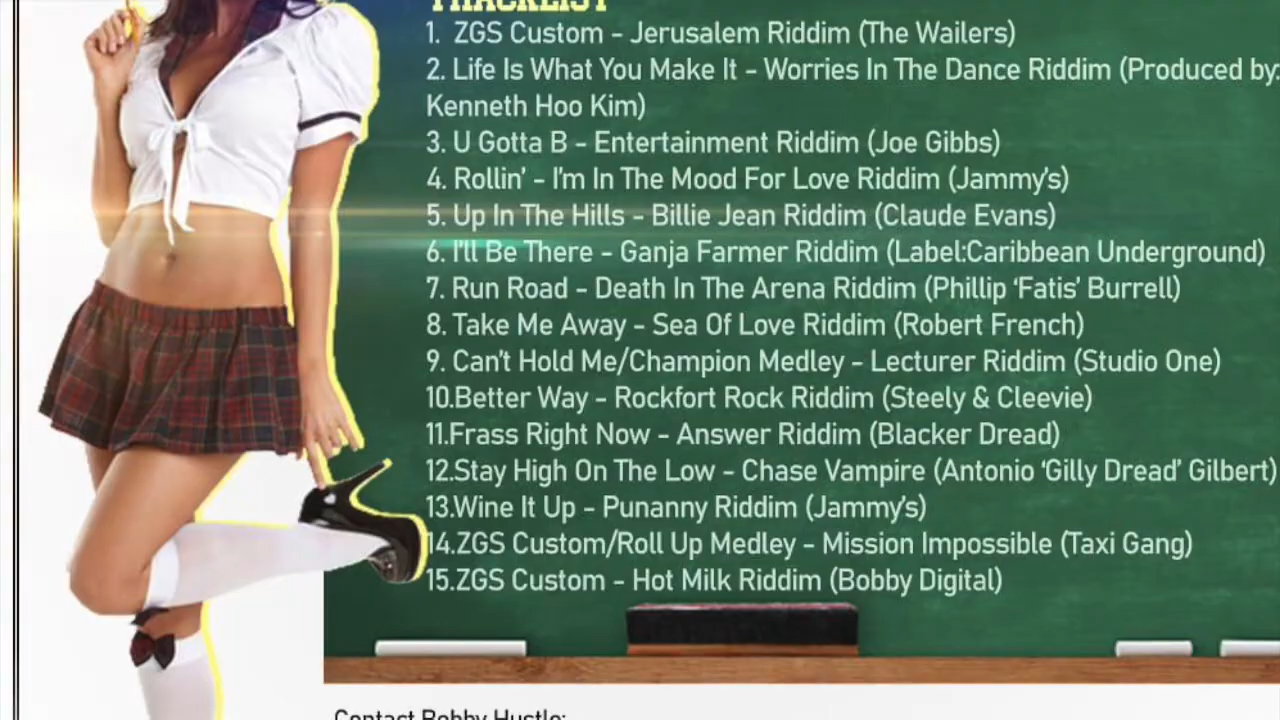 TRACKLIST
1. ZGS Custom - Jerusalem Riddim (The Wailers)
2. Life Is What You Make It - Worries In The Dance Riddim (Produced by:
Kenneth Hoo Kim)
3. U Gotta B - Entertainment Riddim (Joe Gibbs)
4. Rollin' - I'm In The Mood For Love Riddim (Jammy's)
5. Up In The Hills - Billie Jean Riddim (Claude Evans)
6. I'll Be There - Ganja Farmer Riddim (Label:Caribbean Underground)
7. Run Road - Death In The Arena Riddim (Phillip ‘Fatis’ Burrell)
8. Take Me Away - Sea Of Love Riddim (Robert French)
9. Can't Hold Me/Champion Medley - Lecturer Riddim (Studio One)
10.Better Way - Rockfort Rock Riddim (Steely & Cleevie)
11.Frass Right Now - Answer Riddim (Blacker Dread)
12.Stay High On The Low - Chase Vampire (Antonio ‘Gilly Dread’ Gilbert)
13.Wine It Up - Punanny Riddim (Jammy's)
14.ZGS Custom/Roll Up Medley - Mission Impossible (Taxi Gang)
15.ZGS Custom - Hot Milk Riddim (Bobby Digital)
Contact Bobby Hustle: